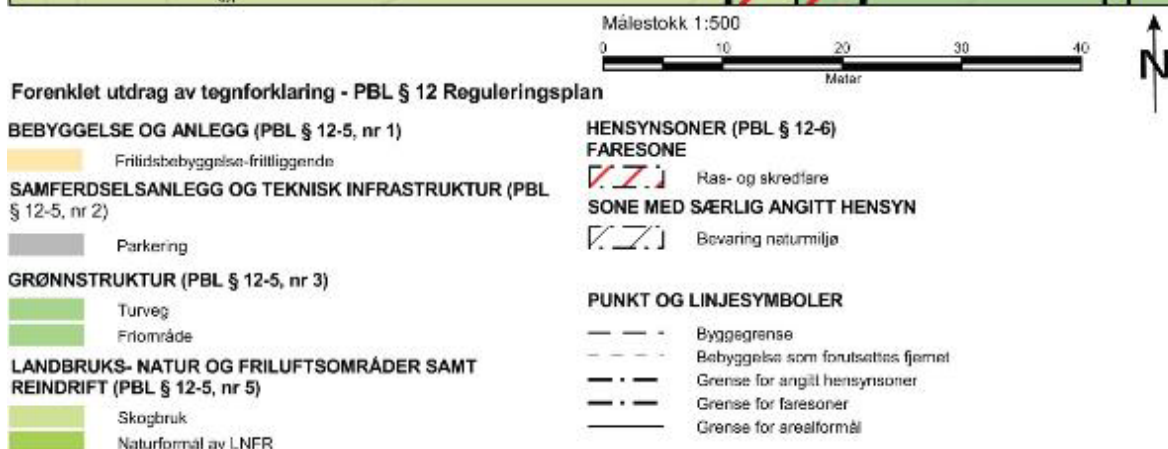 Målestokk 1:500
0 10 20 30 40
Meter
N
Forenklet utdrag av tegnforklaring - PBL § 12 Reguleringsplan
BEBYGGELSE OG ANLEGG (PBL § 12-5, nr 1)
Fritidsbebyggelse-frittliggende
SAMFERDSELSANLEGG OG TEKNISK INFRASTRUKTUR (PBL
§ 12-5, nr 2)
Parkering
GRØNNSTRUKTUR (PBL § 12-5, nr 3)
Turveg
Friområde
LANDBRUKS- NATUR OG FRILUFTSOMRÅDER SAMT
REINDRIFT (PBL § 12-5, nr 5)
Skogbruk
Naturformål av LNFR
HENSYNSONER (PBL § 12-6)
FARESONE
Ras- og skredfare
SONE MED SÆRLIG ANGITT HENSYN
Bevaring naturmiljø
PUNKT OG LINJESYMBOLER
Byggegrense
Bebyggelse som forutsettes fjernet
Grense for angitt hensynsoner
Grense for faresoner
Grense for arealformål